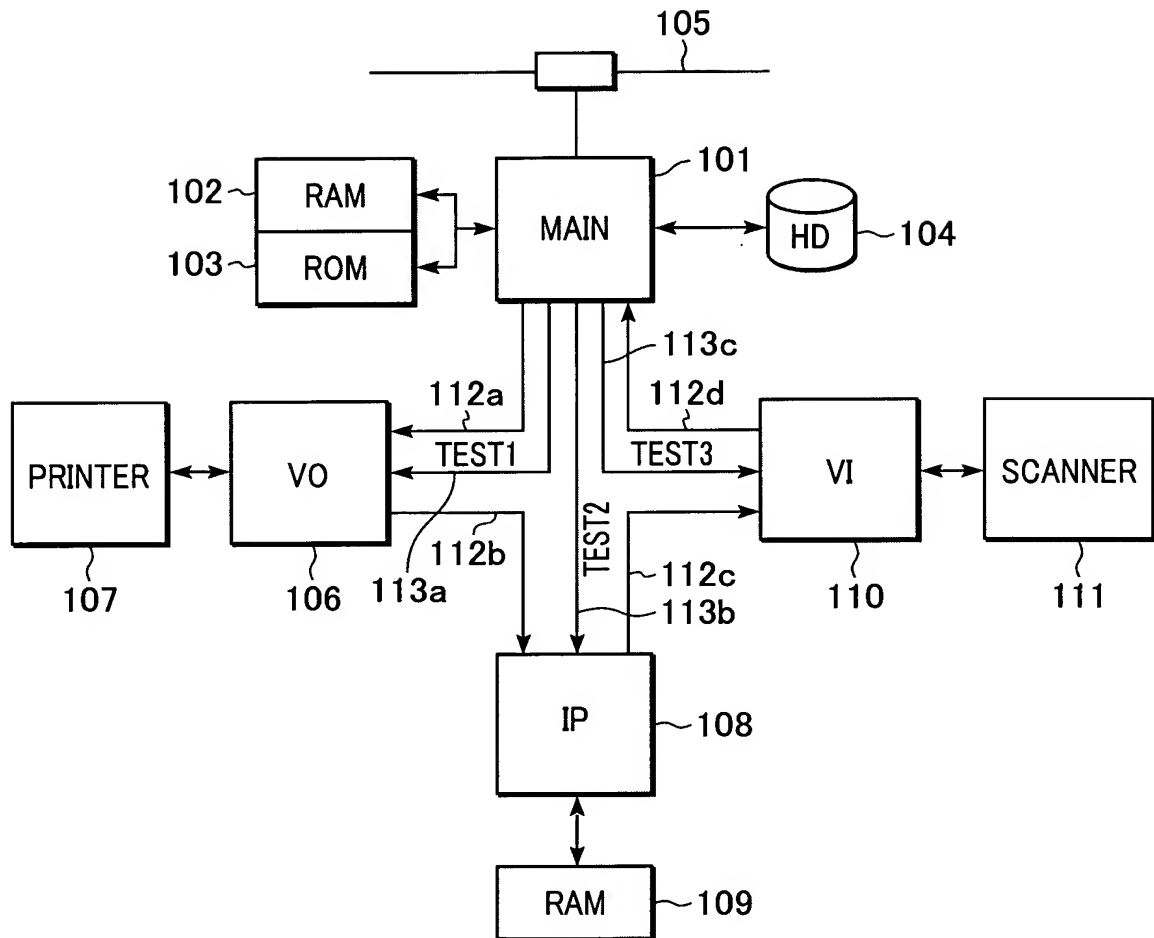 105
101
102
RAM
MAIN
HD
104
103
ROM
113c
112a
112d
PRINTER
VO
TEST1
TEST3
VI
SCANNER
TEST2
112b
112c
107
106
113a
113b
110
111
IP
108
RAM
109